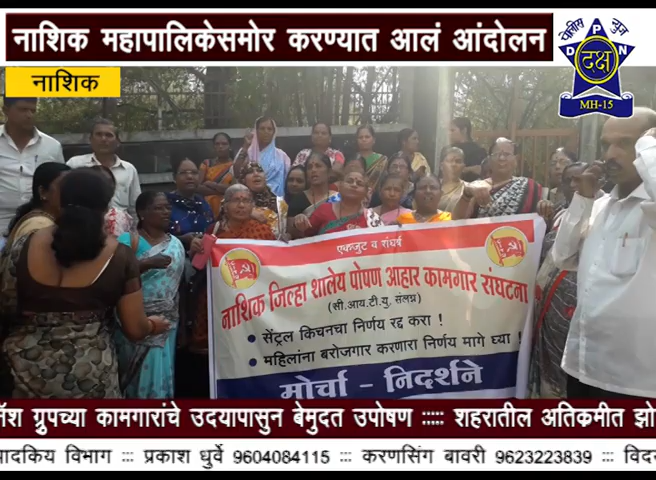 नाशिक महापालिकेसमोर करण्यात आलं आंदोलन
पोलीस न्युज
D P N
दक्ष
MH-15
नाशिक
एकजुट व संघर्ष
नाशिक जिल्हा शालेय पोषण आहार कामगार संघटना
(सी.आय.टी.यु. संलग्न)
• सेंट्रल किचनचा निर्णय रद्द करा !
• महिलांना बरोजगार करणारा निर्णय मागे घ्या !
मोर्चा - निदर्शने
ग्रुपच्या कामगारांचे उदयापासुन बेमुदत उपोषण ::::: शहरातील अतिक्रमीत
विभाग ::: प्रकाश धुर्वे 9604084115 ::: करणसिंग बावरी 9623223839 :::